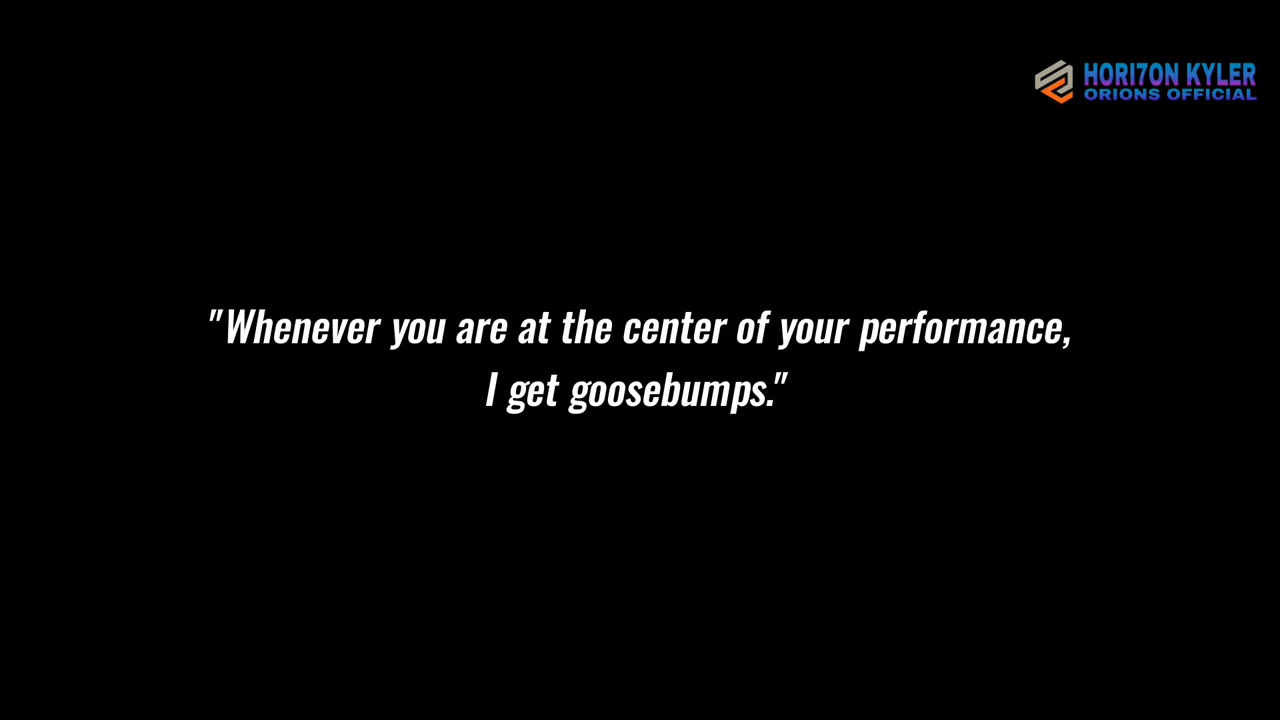 HORI7ON KYLER
ORIONS OFFICIAL
"Whenever you are at the center of your performance,
I get goosebumps."